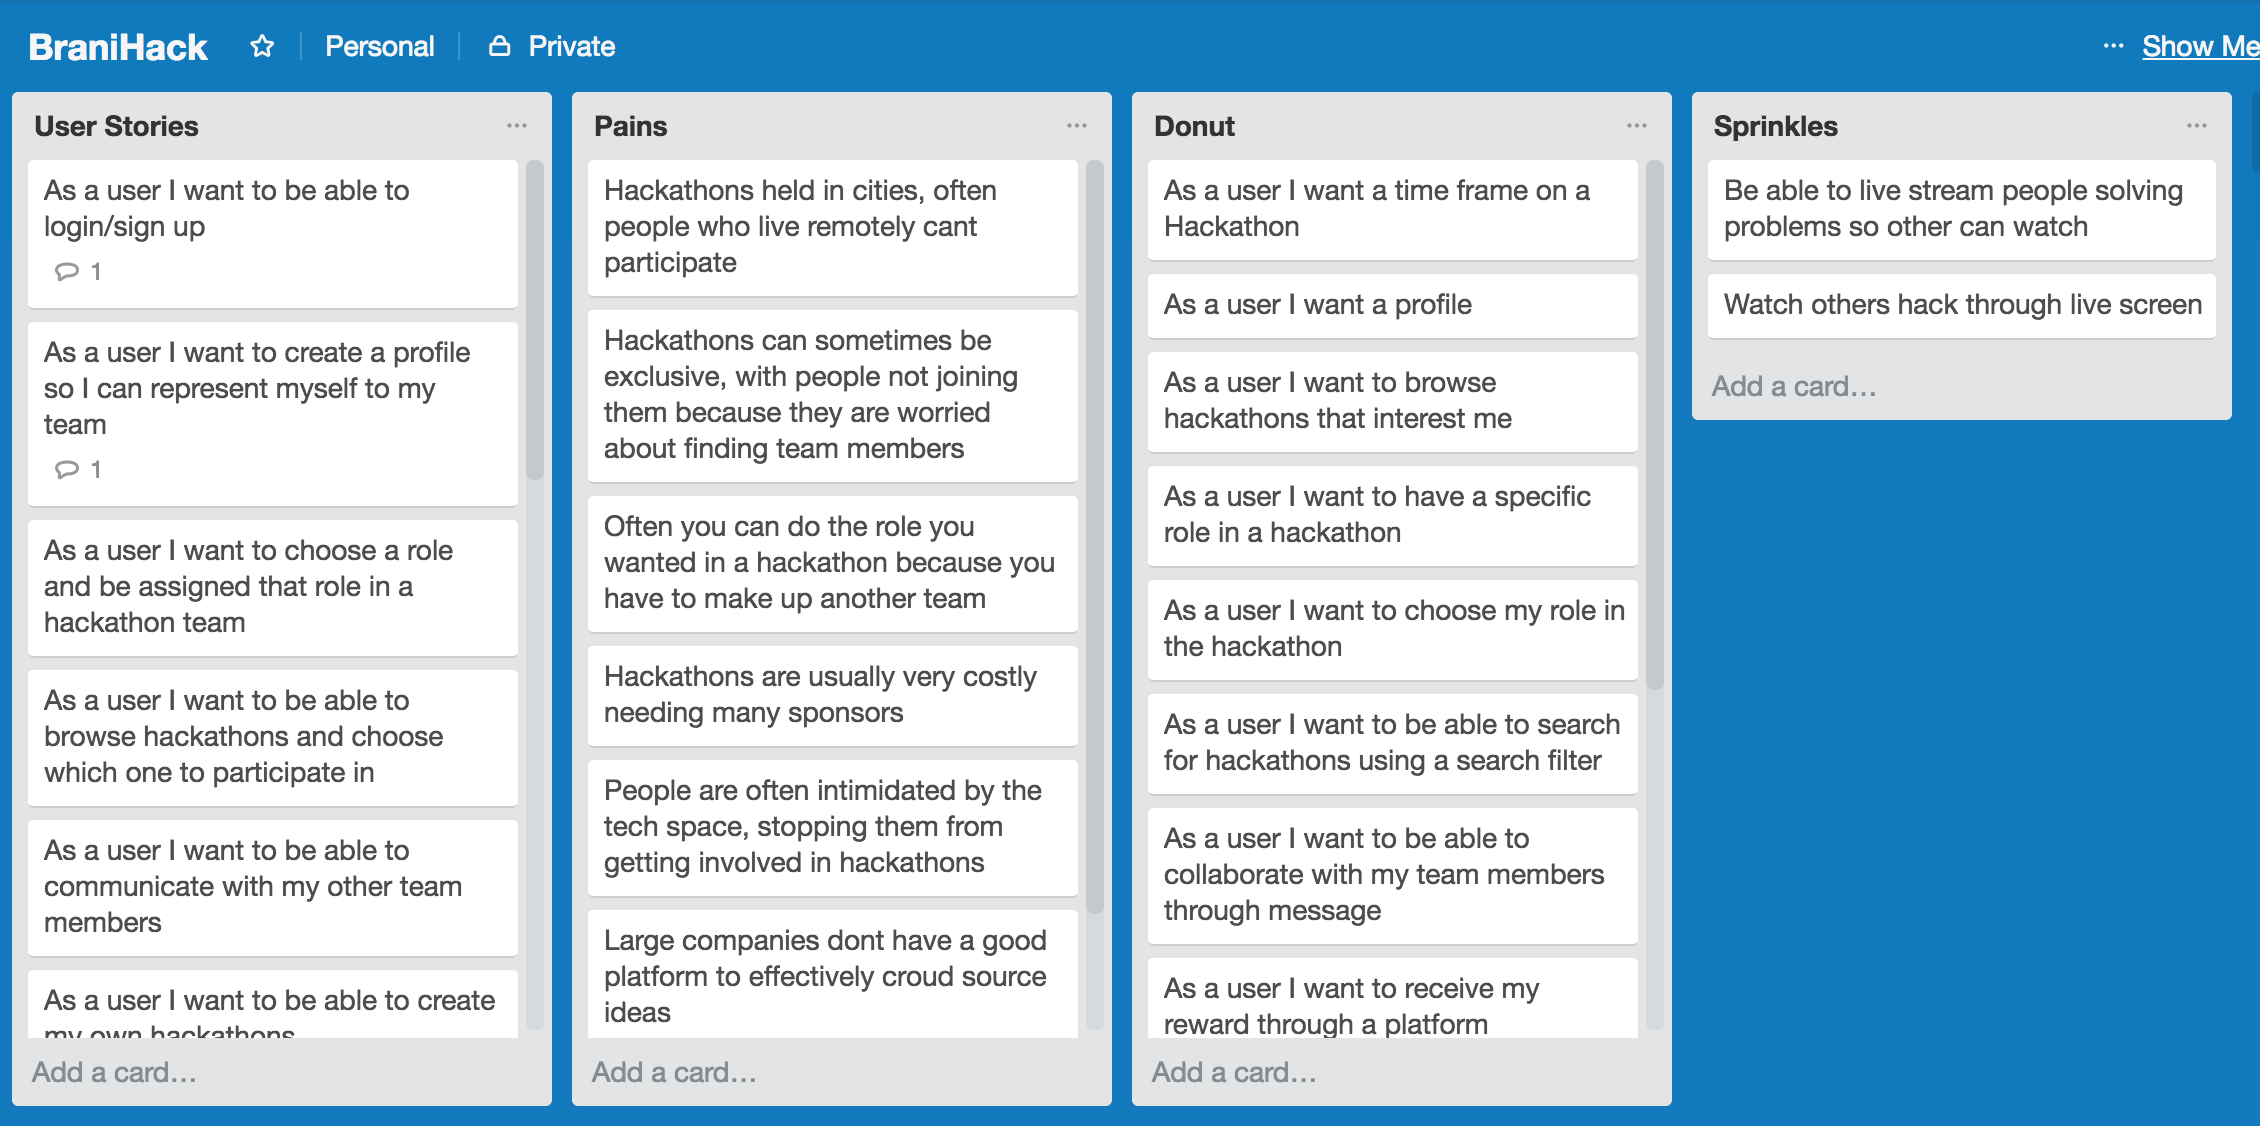 BraniHack
Personal
Private
··· Show Me
User Stories
As a user I want to be able to
login/sign up
1
As a user I want to create a profile
so I can represent myself to my
team
1
As a user I want to choose a role
and be assigned that role in a
hackathon team
As a user I want to be able to
browse hackathons and choose
which one to participate in
As a user I want to be able to
communicate with my other team
members
As a user I want to be able to create
my own hackathons
Add a card…
Pains
Hackathons held in cities, often
people who live remotely cant
participate
Hackathons can sometimes be
exclusive, with people not joining
them because they are worried
about finding team members
Often you can do the role you
wanted in a hackathon because you
have to make up another team
Hackathons are usually very costly
needing many sponsors
People are often intimidated by the
tech space, stopping them from
getting involved in hackathons
Large companies dont have a good
platform to effectively croud source
ideas
Add a card…
Donut
As a user I want a time frame on a
Hackathon
As a user I want a profile
As a user I want to browse
hackathons that interest me
As a user I want to have a specific
role in a hackathon
As a user I want to choose my role in
the hackathon
As a user I want to be able to search
for hackathons using a search filter
As a user I want to be able to
collaborate with my team members
through message
As a user I want to receive my
reward through a platform
Add a card…
Sprinkles
Be able to live stream people solving
problems so other can watch
Watch others hack through live screen
Add a card…